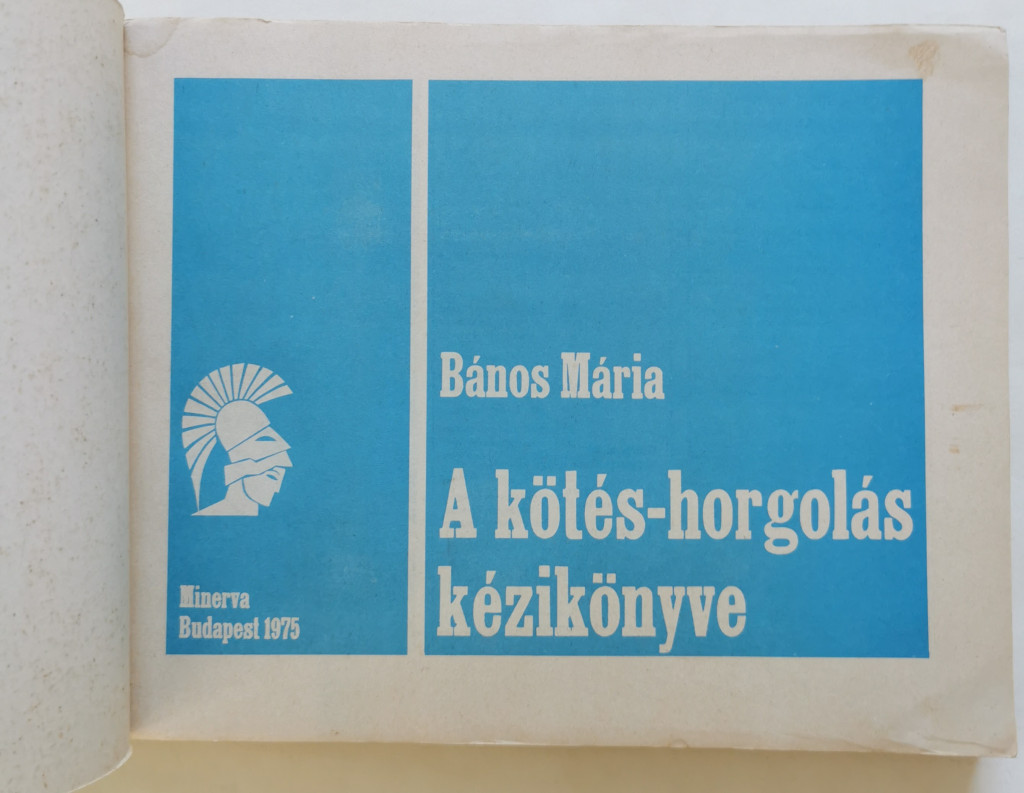 Bános Mária
A kötés-horgolás
kézikönyve
Minerva
Budapest 1975